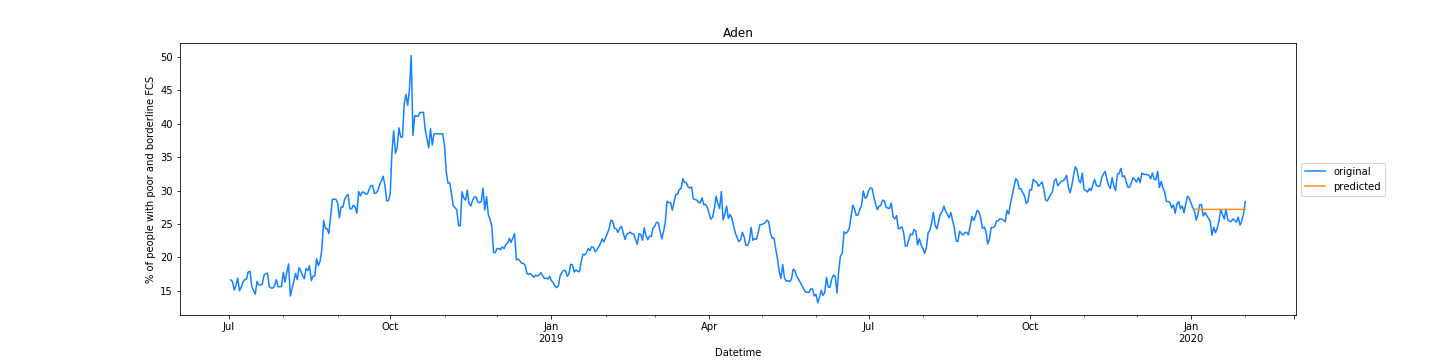 Aden
% of people with poor and borderline FCS
50
45
40
35
30
25
20
15
Jul
Oct
Jan
2019
Apr
Jul
Oct
Jan
2020
Datetime
original
predicted